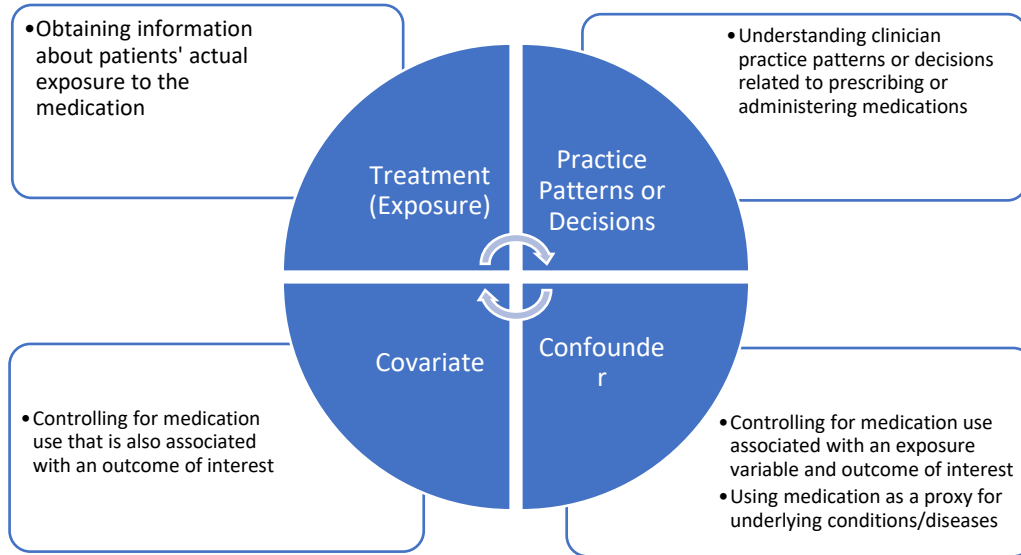 •Obtaining information
about patients' actual
exposure to the
medication
•Understanding clinician
practice patterns or decisions
related to prescribing or
administering medications
Treatment
(Exposure)
Practice
Patterns or
Decisions
Covariate
Confounde
r
•Controlling for medication
use that is also associated
with an outcome of interest
•Controlling for medication use
associated with an exposure
variable and outcome of interest
•Using medication as a proxy for
underlying conditions/diseases